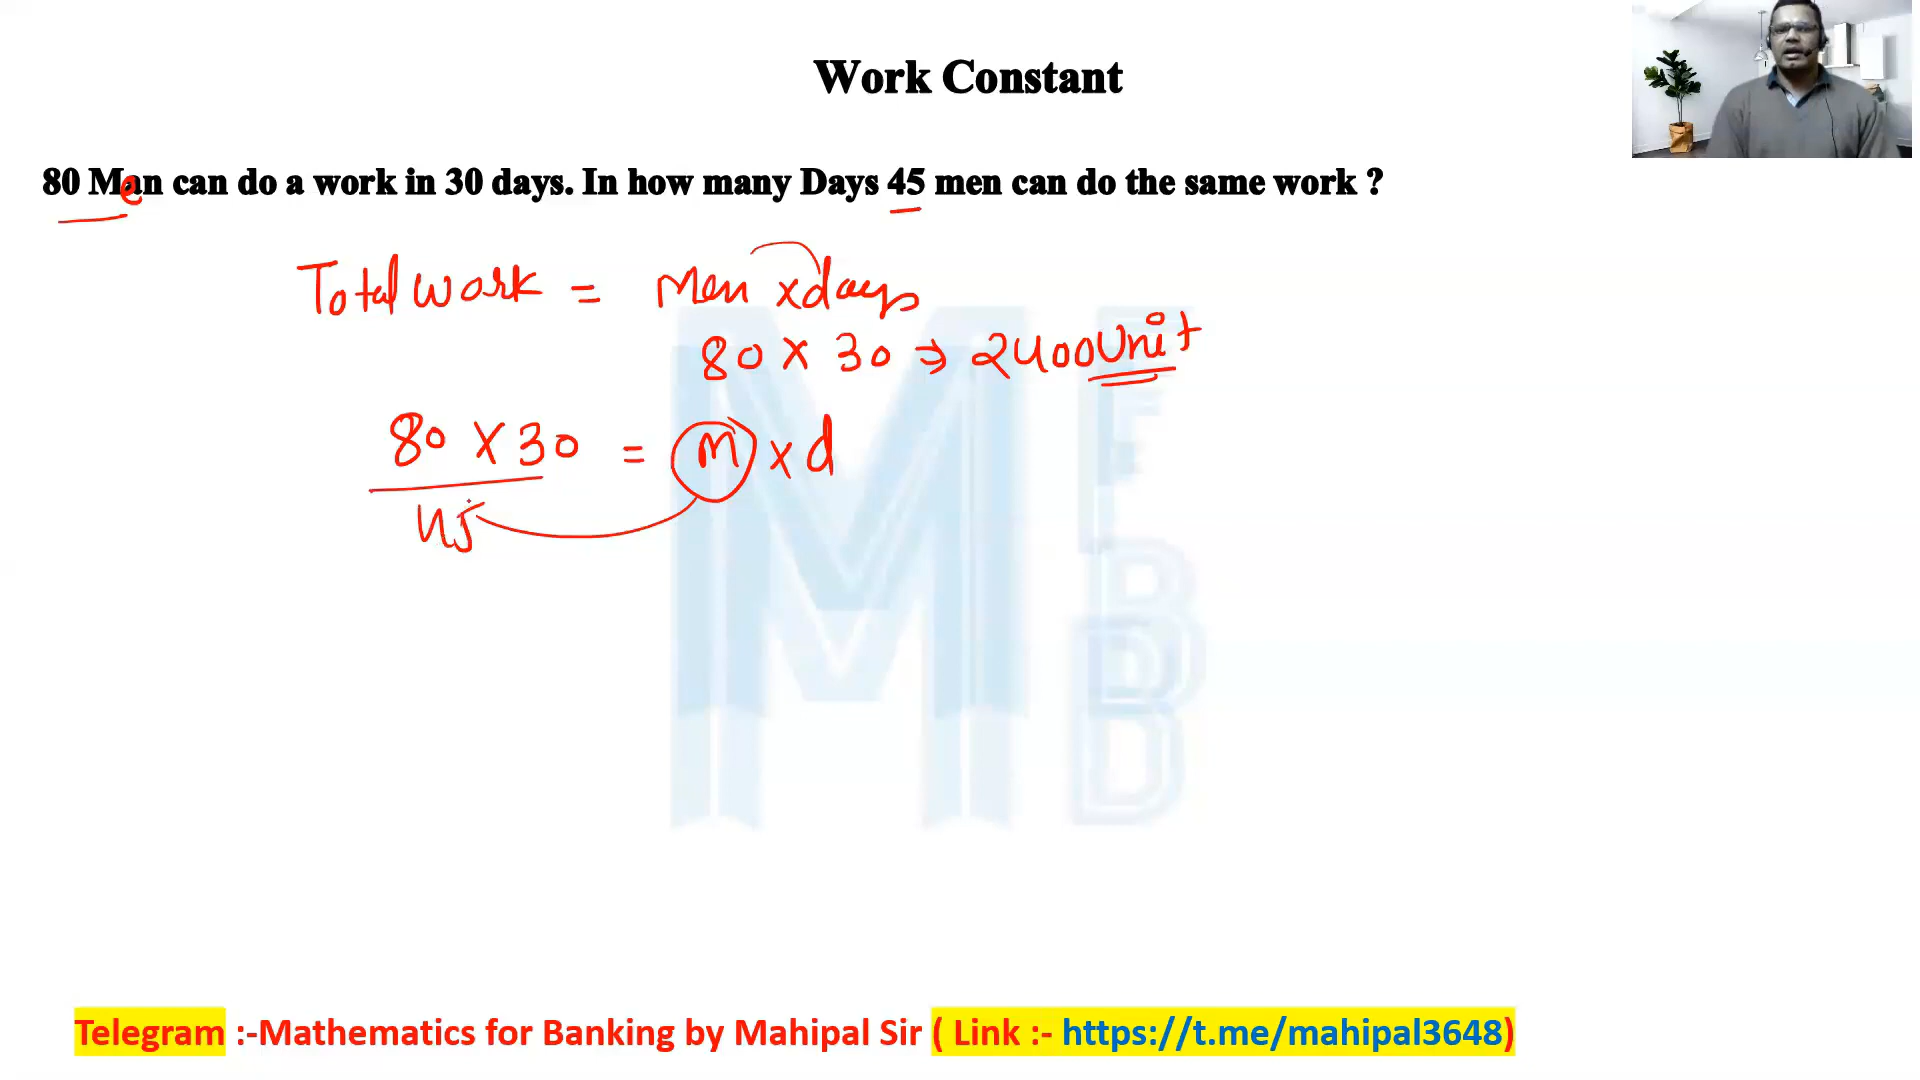 Work Constant
80 Men can do a work in 30 days. In how many Days 45 men can do the same work ?
Total work = Men x days
80 x 30 → 2400 Unit
80 x 30 = m x d
45
M
F
B
D
Telegram :-Mathematics for Banking by Mahipal Sir ( Link :- https://t.me/mahipal3648)